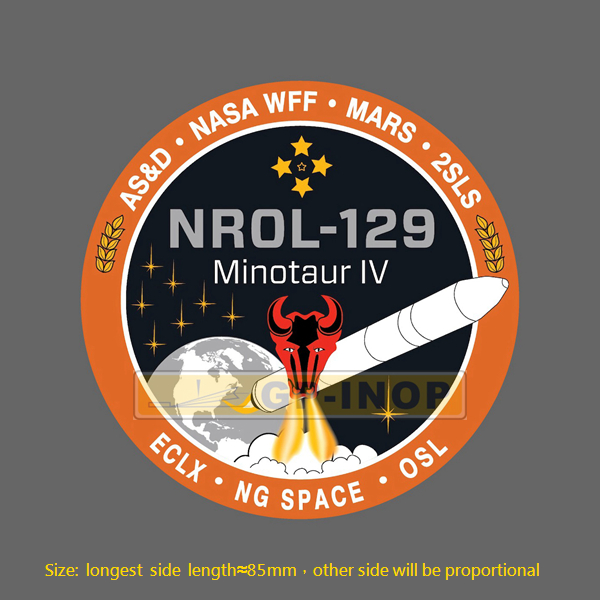 AS&D • NASA WFF • MARS • 2SLS
NROL-129
Minotaur IV
ECLX • NG SPACE • OSL
Size: longest side length≈85mm , other side will be proportional